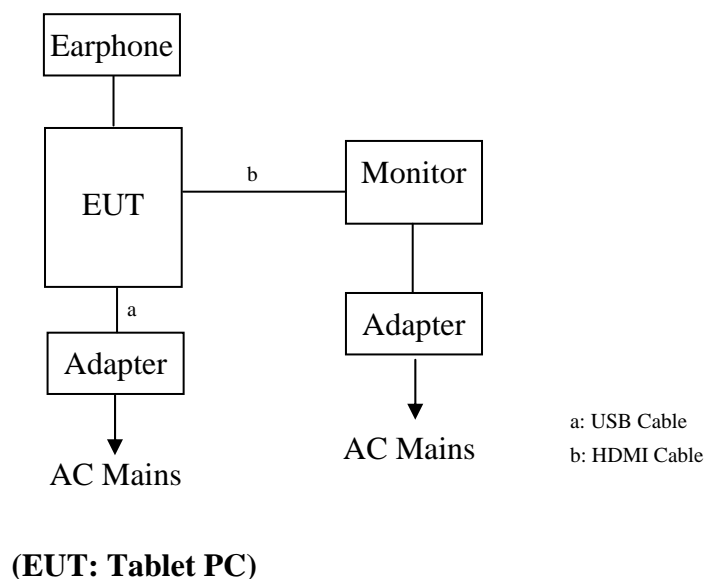 Earphone
EUT
b
Monitor
a
Adapter
Adapter
AC Mains
AC Mains
a: USB Cable
b: HDMI Cable
(EUT: Tablet PC)